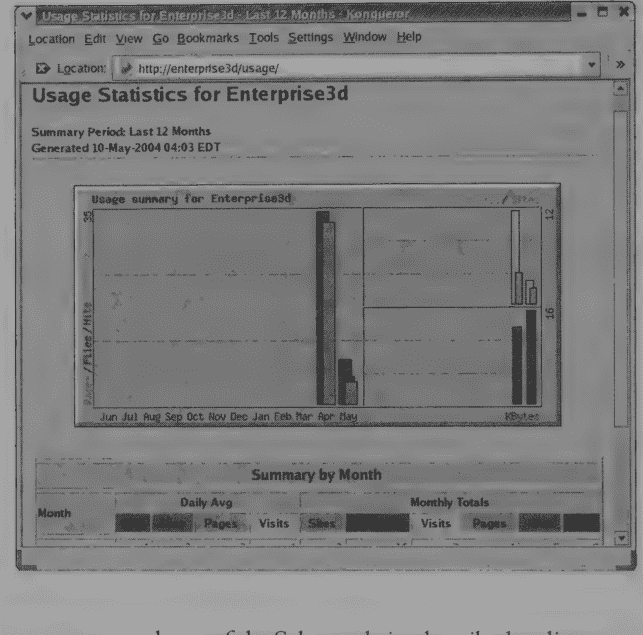 Usage Statistics for Enterprise3d - Last 12 Months - Konqueror
Location Edit View Go Bookmarks Tools Settings Window Help
Location: http://enterprise3d/usage/
Usage Statistics for Enterprise3d
Summary Period: Last 12 Months
Generated 10-May-2004 04:03 EDT
Usage summary for Enterprise3d
35
12
16
/Files/Hits
Jun Jul Aug Sep Oct Nov Dec Jan Feb Mar Apr May
KBytes
Summary by Month
Month
Daily Avg
Monthly Totals
Pages Visits Sites Visits Pages